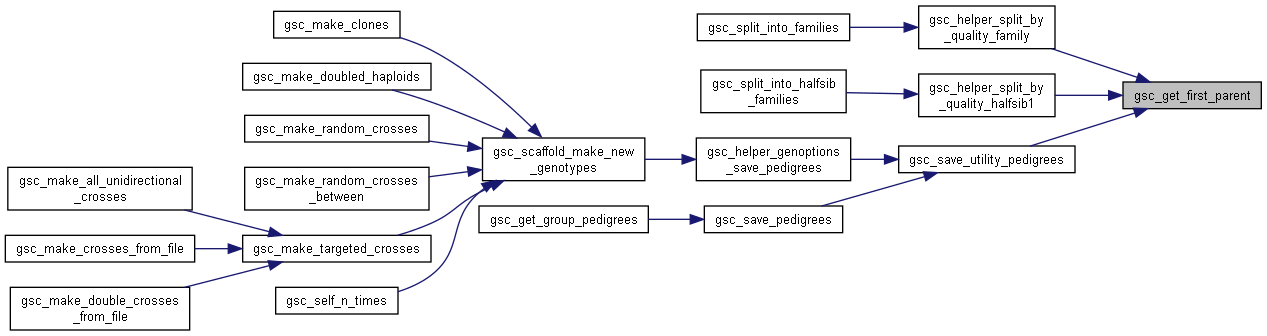 gsc_make_clones
gsc_make_doubled_haploids
gsc_make_random_crosses
gsc_make_all_unidirectional
_crosses
gsc_make_random_crosses
_between
gsc_make_crosses_from_file
gsc_make_targeted_crosses
gsc_make_double_crosses
_from_file
gsc_self_n_times
gsc_scaffold_make_new
_genotypes
gsc_get_group_pedigrees
gsc_split_into_families
gsc_split_into_halfsib
_families
gsc_helper_genoptions
_save_pedigrees
gsc_save_pedigrees
gsc_helper_split_by
_quality_family
gsc_helper_split_by
_quality_halfsib1
gsc_save_utility_pedigrees
gsc_get_first_parent